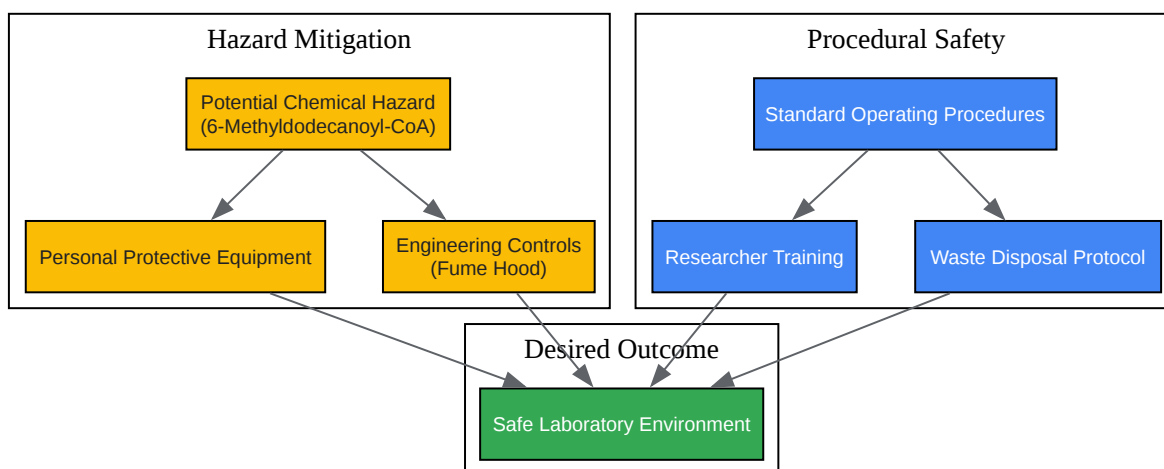 Hazard Mitigation
Procedural Safety
Potential Chemical Hazard
(6-Methyldodecanoyl-CoA)
Standard Operating Procedures
Personal Protective Equipment
Engineering Controls
(Fume Hood)
Researcher Training
Waste Disposal Protocol
Desired Outcome
Safe Laboratory Environment